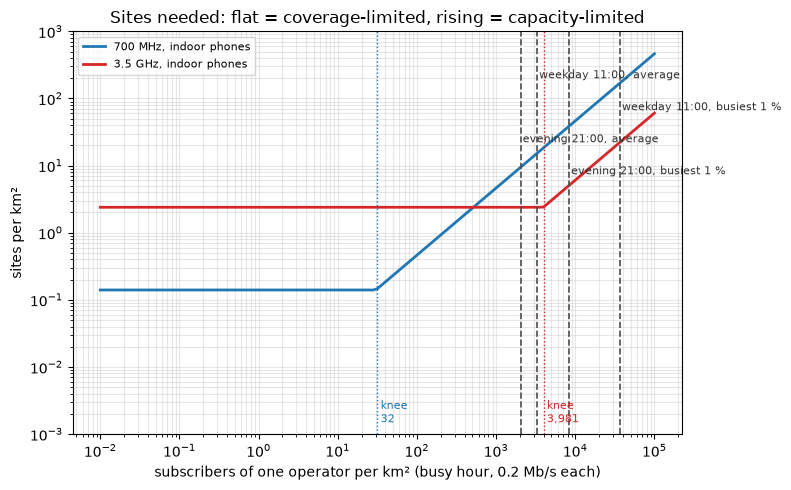 Sites needed: flat = coverage-limited, rising = capacity-limited
700 MHz, indoor phones
3.5 GHz, indoor phones
weekday 11:00, average
weekday 11:00, busiest 1 %
evening 21:00, average
evening 21:00, busiest 1 %
knee
32
knee
3,981
sites per km²
10³
10²
10¹
10⁰
10⁻¹
10⁻²
10⁻³
10⁻² 10⁻¹ 10⁰ 10¹ 10² 10³ 10⁴ 10⁵
subscribers of one operator per km² (busy hour, 0.2 Mb/s each)